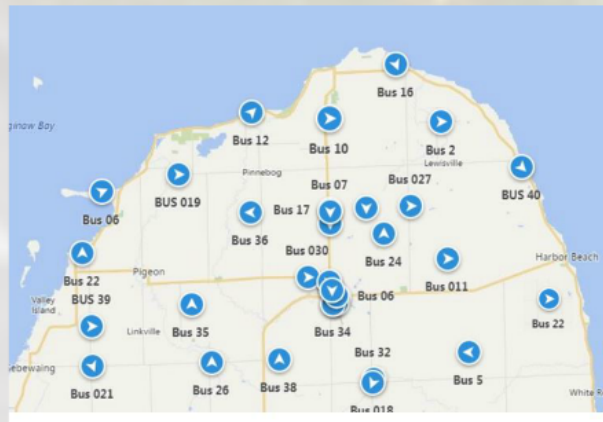 Bus 16
Bus 12
Bus 10
Bus 2
Lewisville
ginow Bay
Pinnebog
Bus 07
Bus 027
BUS 40
BUS 019
Bus 06
Bus 17
Bus 36
Bus 030
Bus 24
Harbor Beach
Bus 22
Pigeon
Bus 011
BUS 39
Valley
Island
Bus 35
Bus 06
Bus 22
Linkville
Bus 34
Bus 32
ebewaing
Bus 021
Bus 26
Bus 38
Bus 5
White Ro
Bus 018